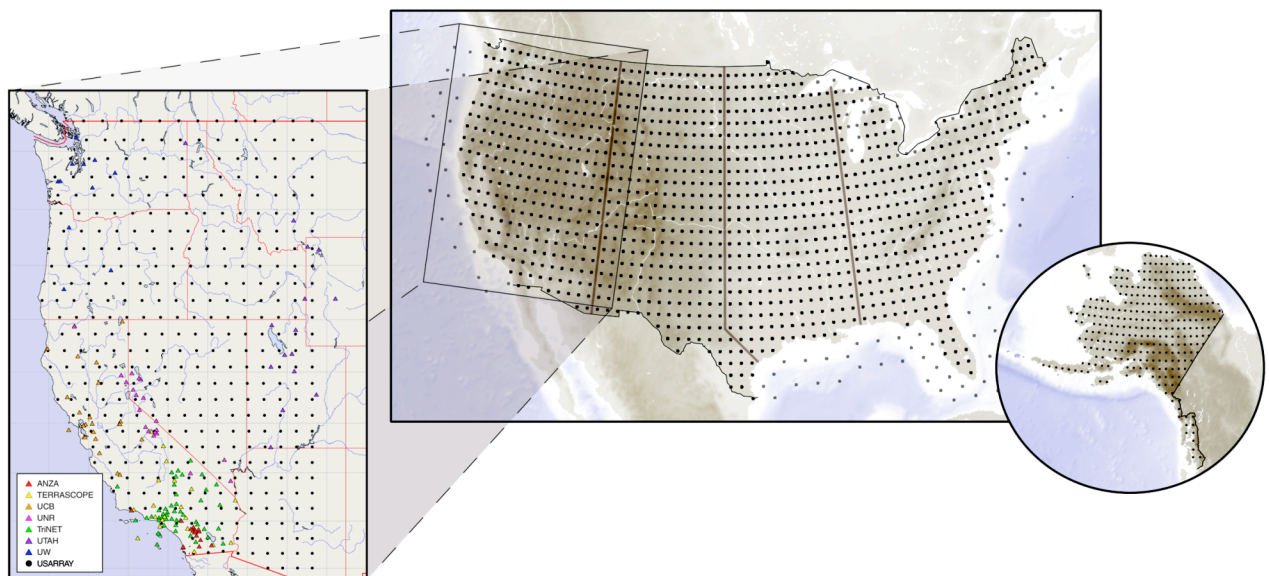 ANZA
TERRASCOPE
UCB
UNR
TriNET
UTAH
UW
USARRAY